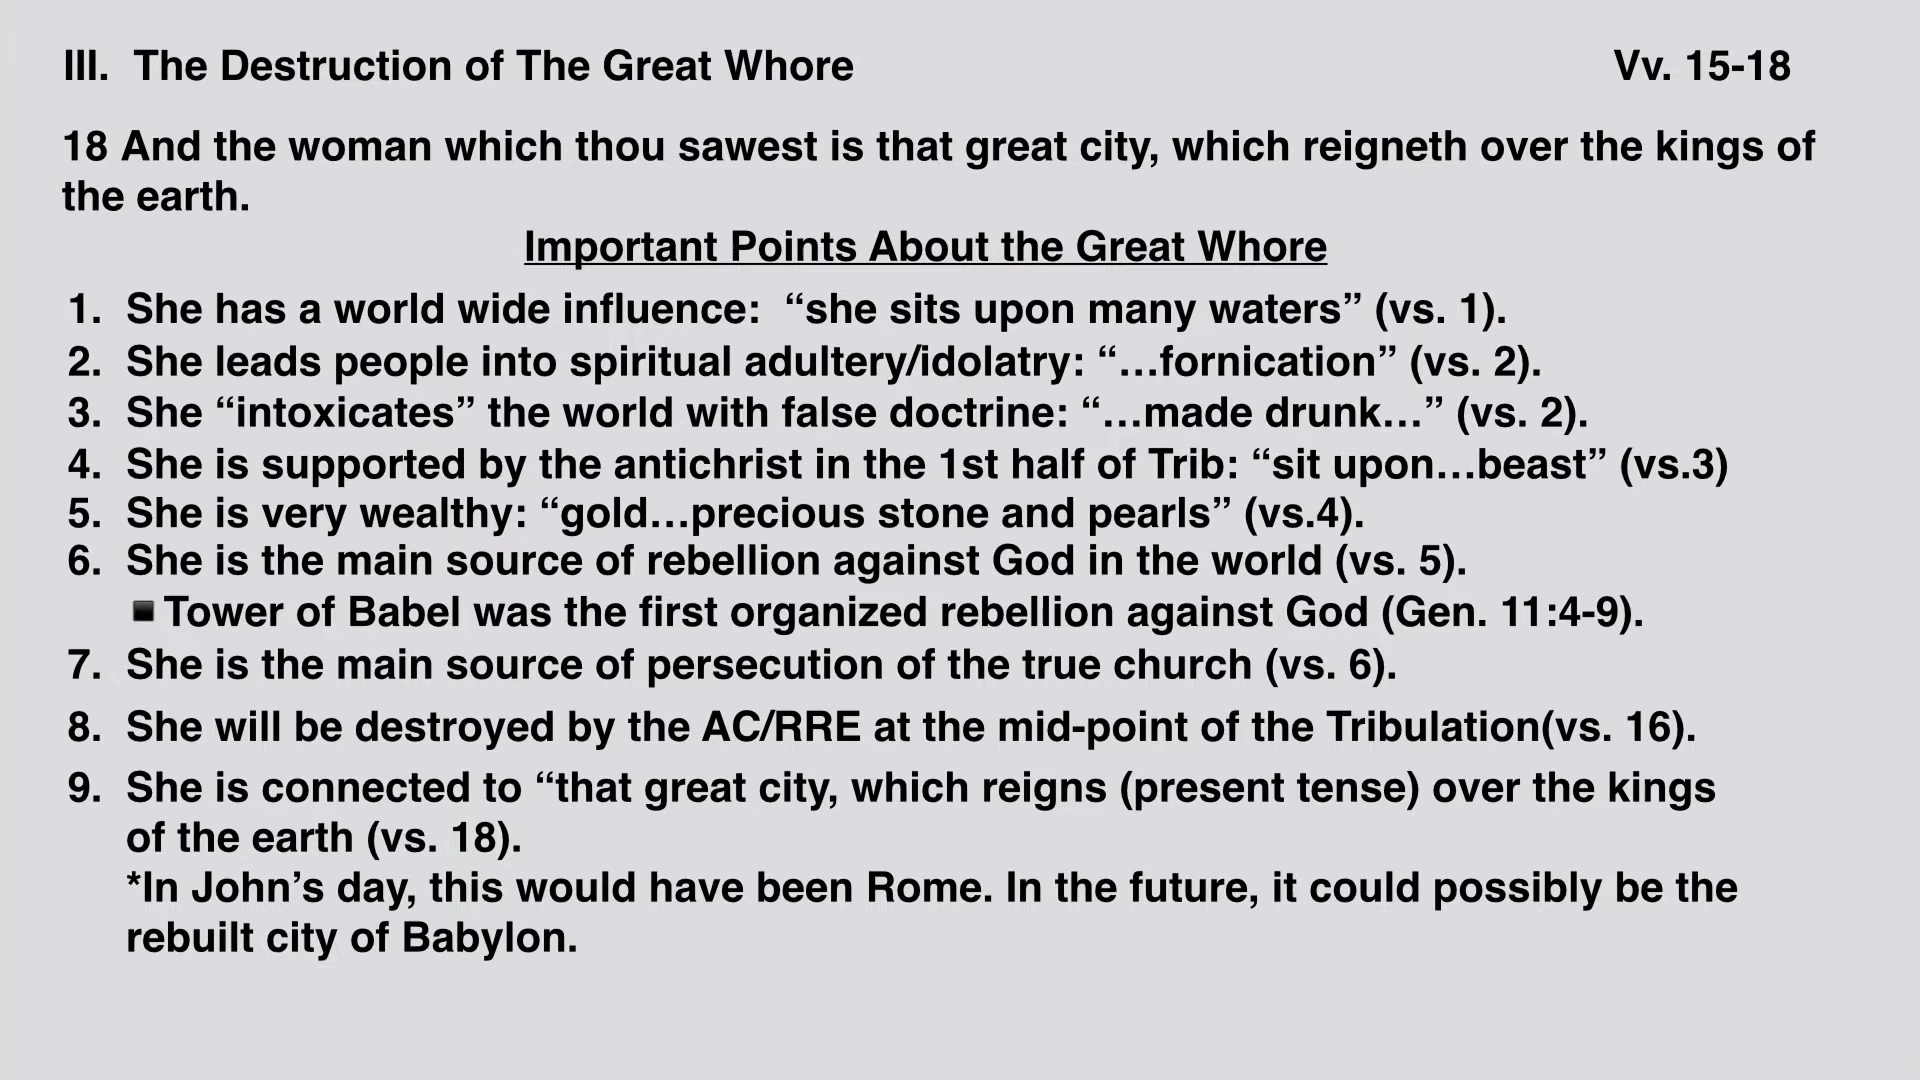 III. The Destruction of The Great Whore Vv. 15-18
18 And the woman which thou sawest is that great city, which reigneth over the kings of
the earth.
Important Points About the Great Whore
1. She has a world wide influence: “she sits upon many waters” (vs. 1).
2. She leads people into spiritual adultery/idolatry: “…fornication” (vs. 2).
3. She “intoxicates” the world with false doctrine: “…made drunk…” (vs. 2).
4. She is supported by the antichrist in the 1st half of Trib: “sit upon…beast” (vs.3)
5. She is very wealthy: “gold…precious stone and pearls” (vs.4).
6. She is the main source of rebellion against God in the world (vs. 5).
▪ Tower of Babel was the first organized rebellion against God (Gen. 11:4-9).
7. She is the main source of persecution of the true church (vs. 6).
8. She will be destroyed by the AC/RRE at the mid-point of the Tribulation(vs. 16).
9. She is connected to “that great city, which reigns (present tense) over the kings
of the earth (vs. 18).
*In John’s day, this would have been Rome. In the future, it could possibly be the
rebuilt city of Babylon.